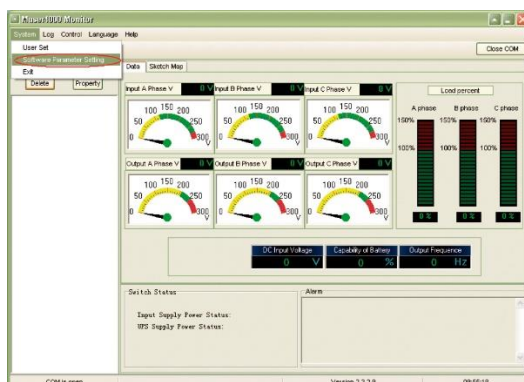 Muser4000 Monitor
System Log Control Language Help
User Set
Software Parameter Setting
Exit
Close COM
Delete Property
Data Sketch Map
Input A Phase V 0 V Input B Phase V 0 V Input C Phase V 0 V
0 50 100 150 200 250 300 V
0 50 100 150 200 250 300 V
0 50 100 150 200 250 300 V
Load percent
A phase B phase C phase
150% 150% 150%
100% 100% 100%
0 % 0 % 0 %
Output A Phase V 0 V Output B Phase V 0 V Output C Phase V 0 V
0 50 100 150 200 250 300 V
0 50 100 150 200 250 300 V
0 50 100 150 200 250 300 V
DC Input Voltage Capability of Battery Output Frequence
0 V 0 % 0 Hz
Switch Status
Input Supply Power Status:
UPS Supply Power Status:
Alarm
COM is open